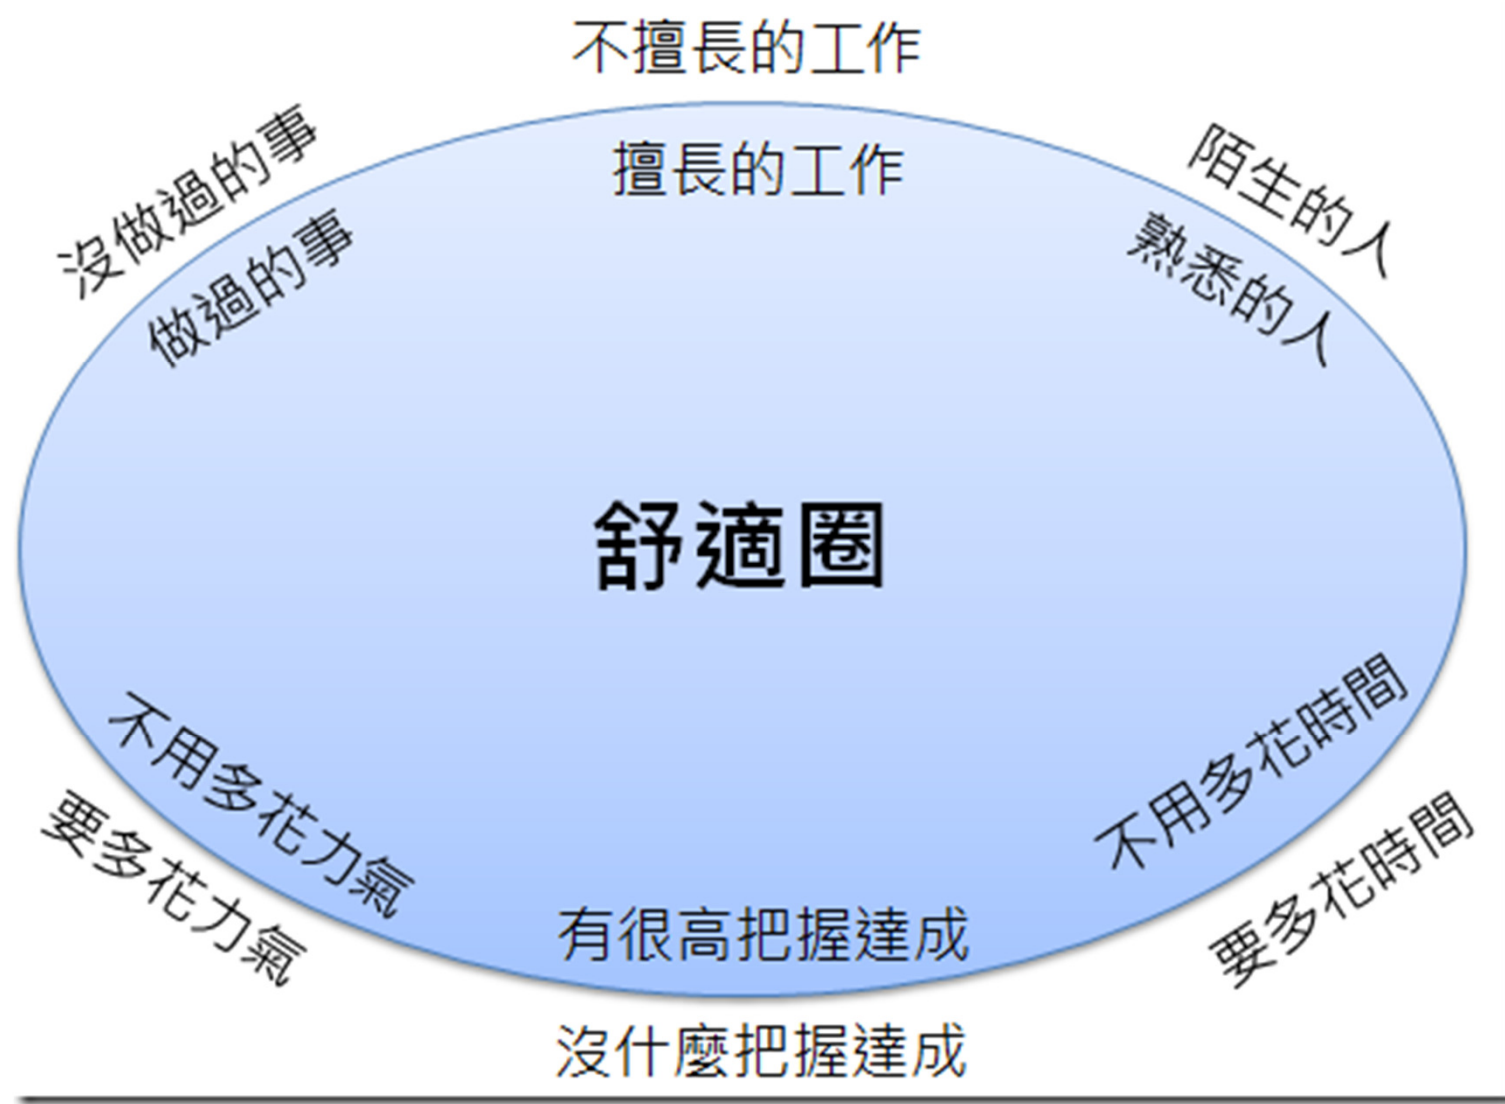 不擅長的工作
擅長的工作
沒做過的事
做過的事
陌生的人
熟悉的人
舒適圈
不用多花力氣
要多花力氣
不用多花時間
要多花時間
有很高把握達成
沒什麼把握達成